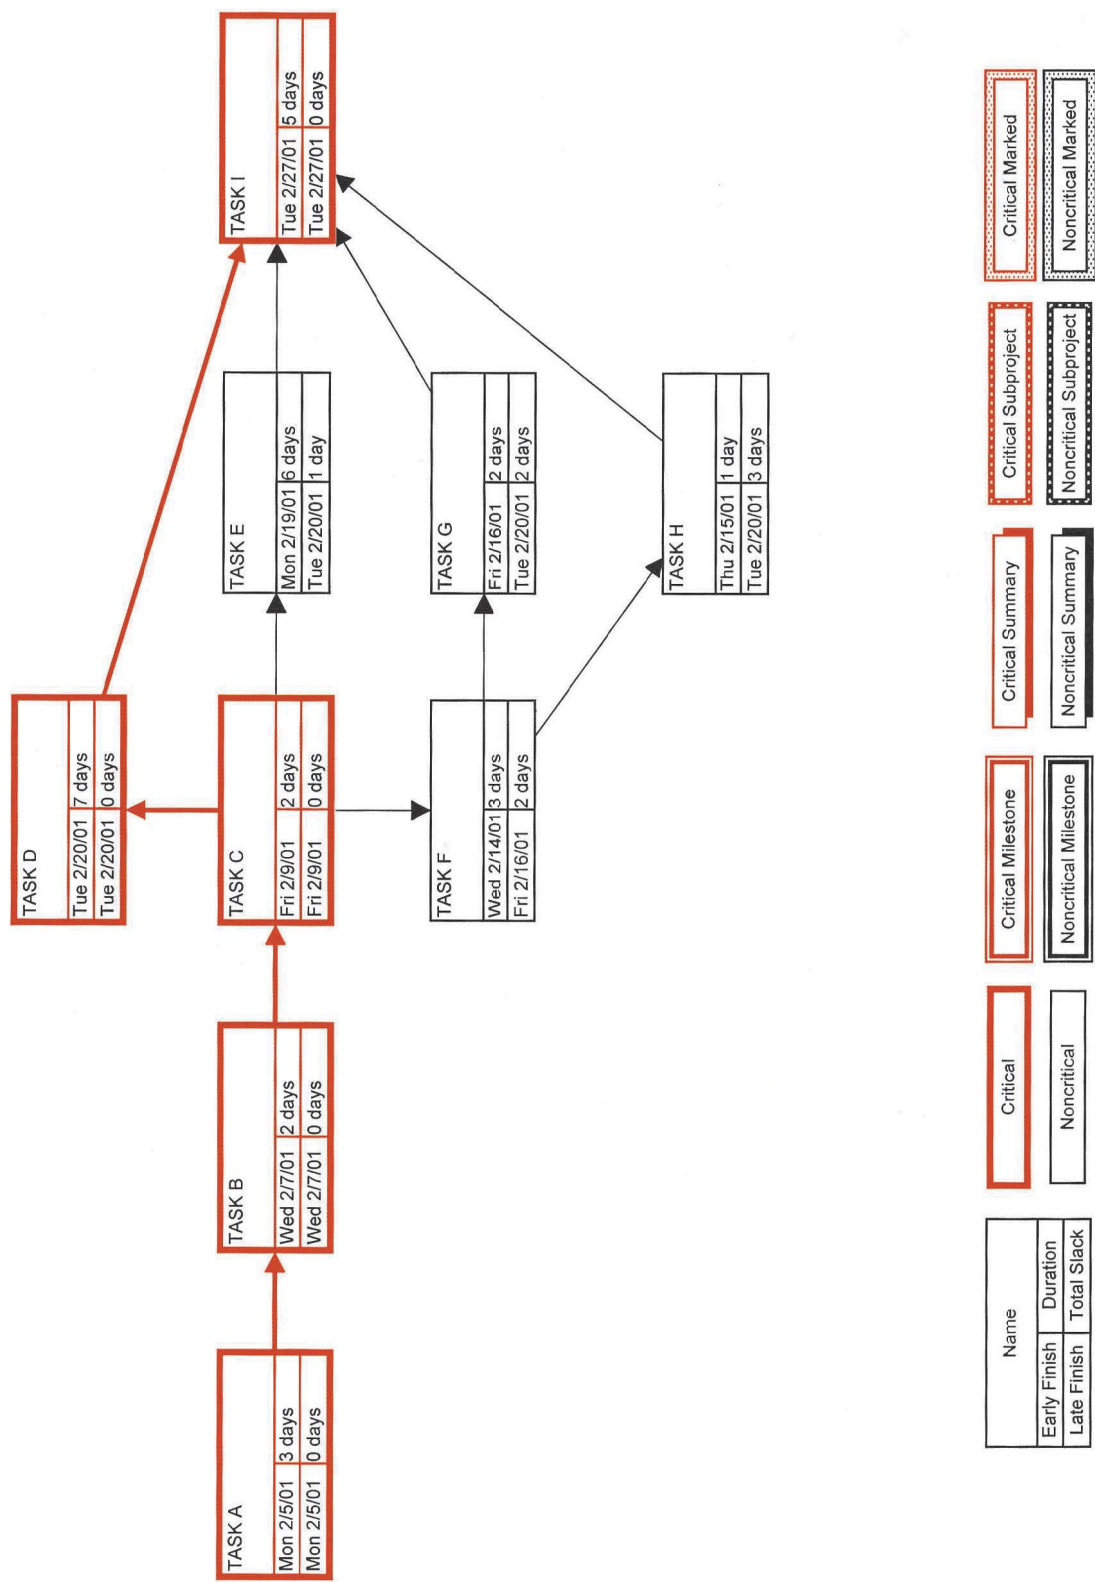 TASK D
Tue 2/20/01 7 days
Tue 2/20/01 0 days
TASK A
Mon 2/5/01 3 days
Mon 2/5/01 0 days
TASK B
Wed 2/7/01 2 days
Wed 2/7/01 0 days
TASK C
Fri 2/9/01 2 days
Fri 2/9/01 0 days
TASK E
Mon 2/19/01 6 days
Tue 2/20/01 1 day
TASK I
Tue 2/27/01 5 days
Tue 2/27/01 0 days
TASK F
Wed 2/14/01 3 days
Fri 2/16/01 2 days
TASK G
Fri 2/16/01 2 days
Tue 2/20/01 2 days
TASK H
Thu 2/15/01 1 day
Tue 2/20/01 3 days
Name
Early Finish Duration
Late Finish Total Slack
Critical
Noncritical
Critical Milestone
Noncritical Milestone
Critical Summary
Noncritical Summary
Critical Subproject
Noncritical Subproject
Critical Marked
Noncritical Marked